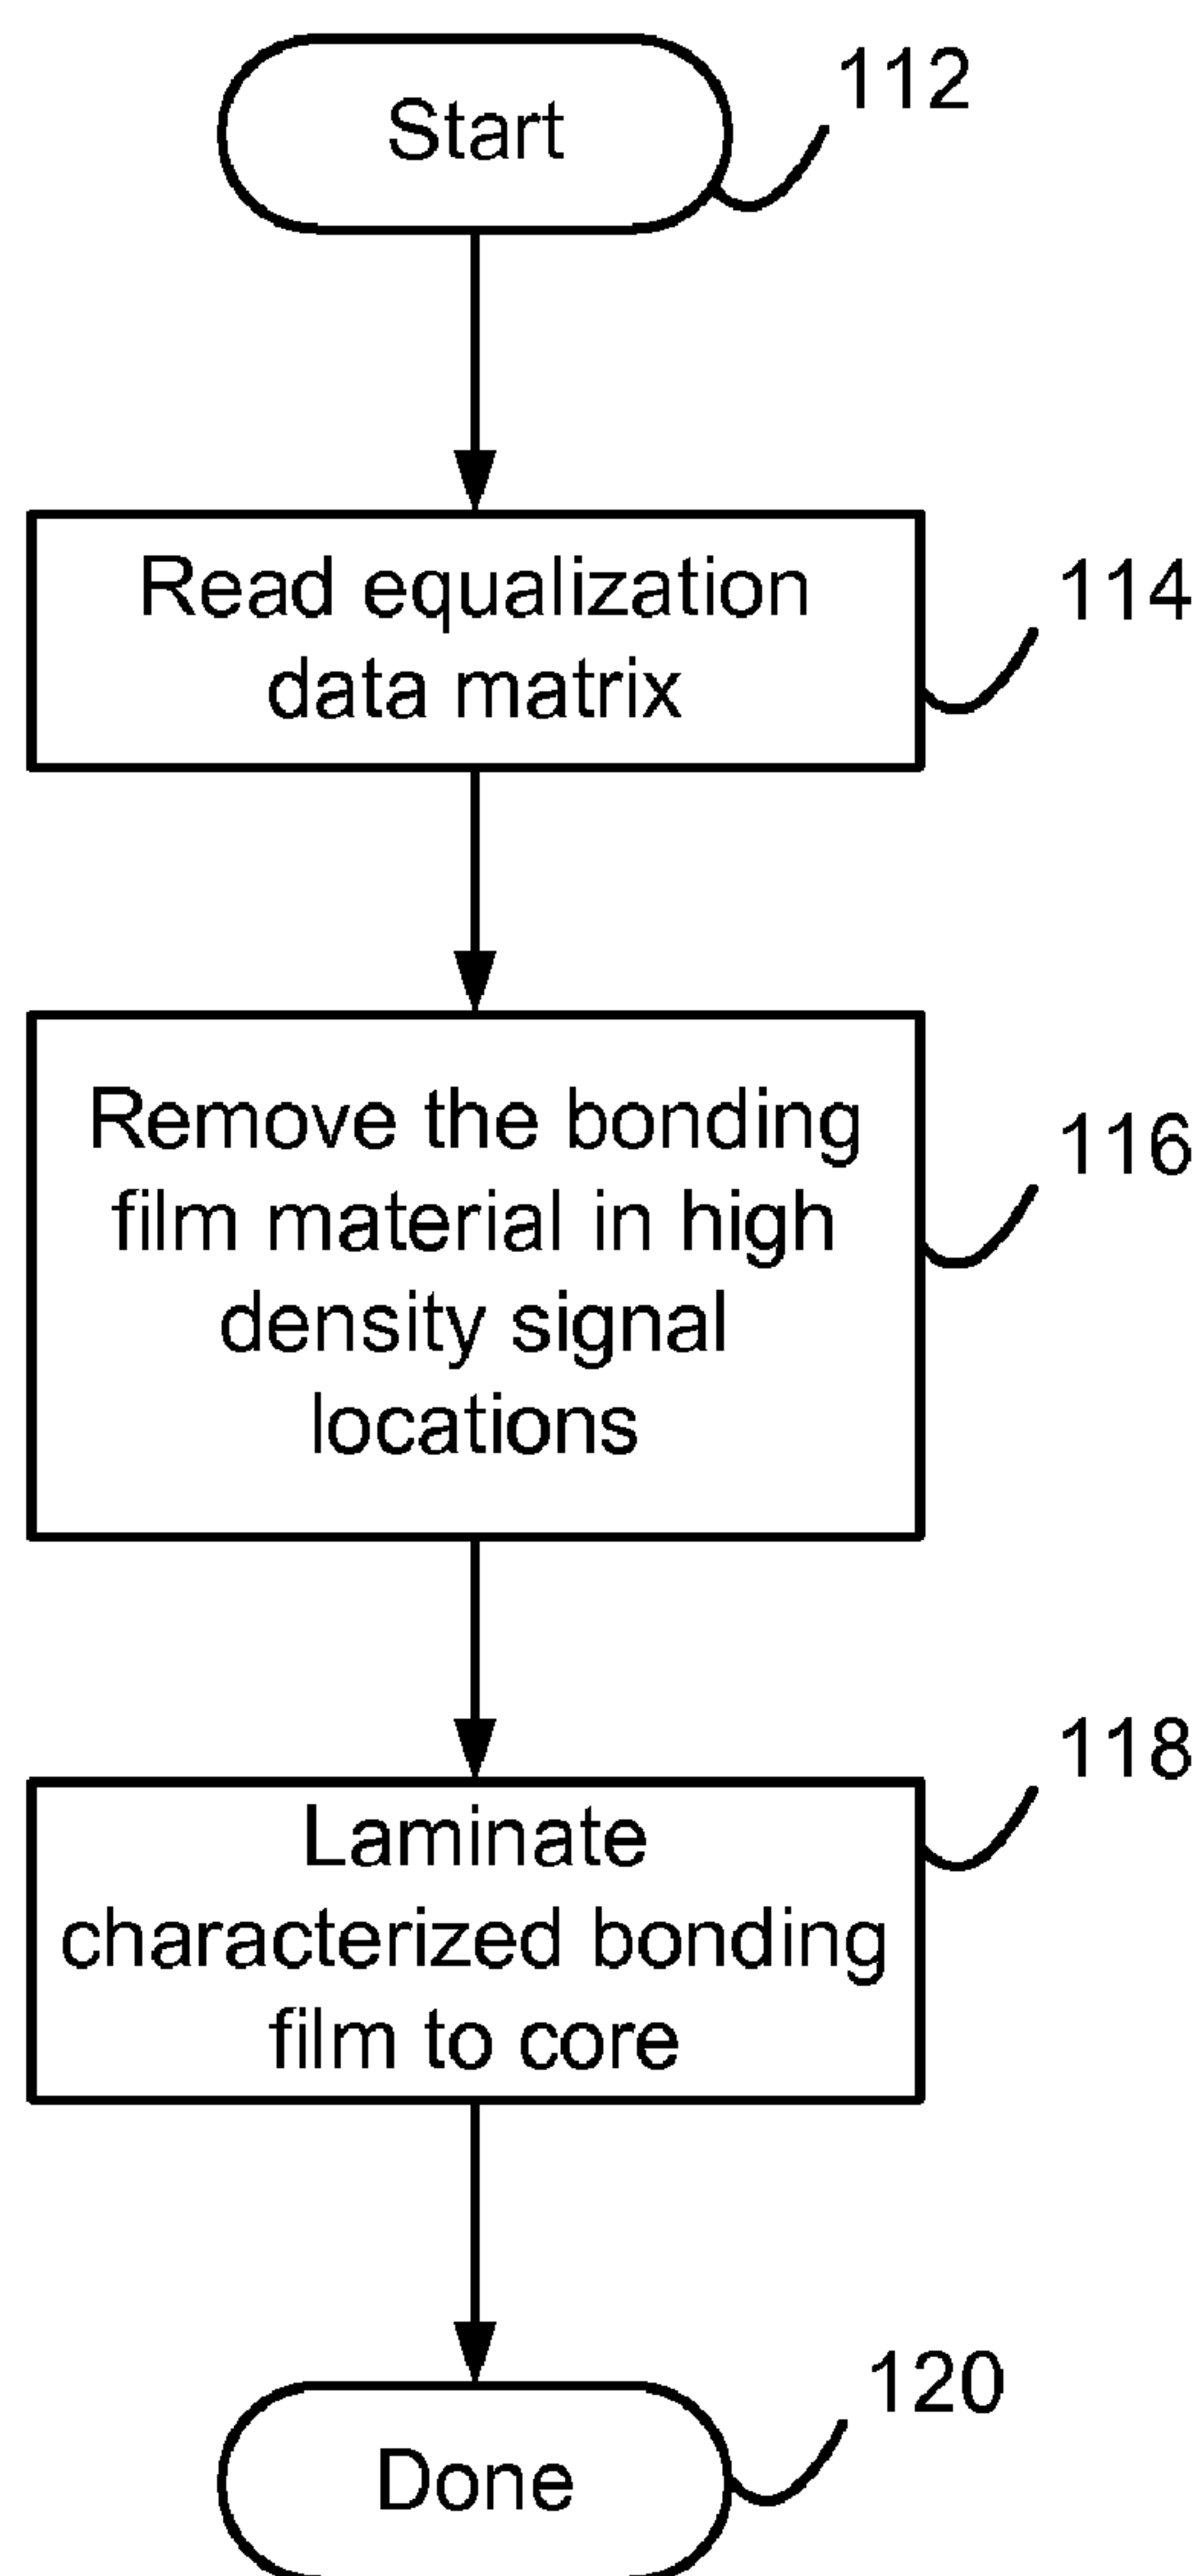 Start
112
Read equalization
data matrix
114
Remove the bonding
film material in high
density signal
locations
116
Laminate
characterized bonding
film to core
118
Done
120